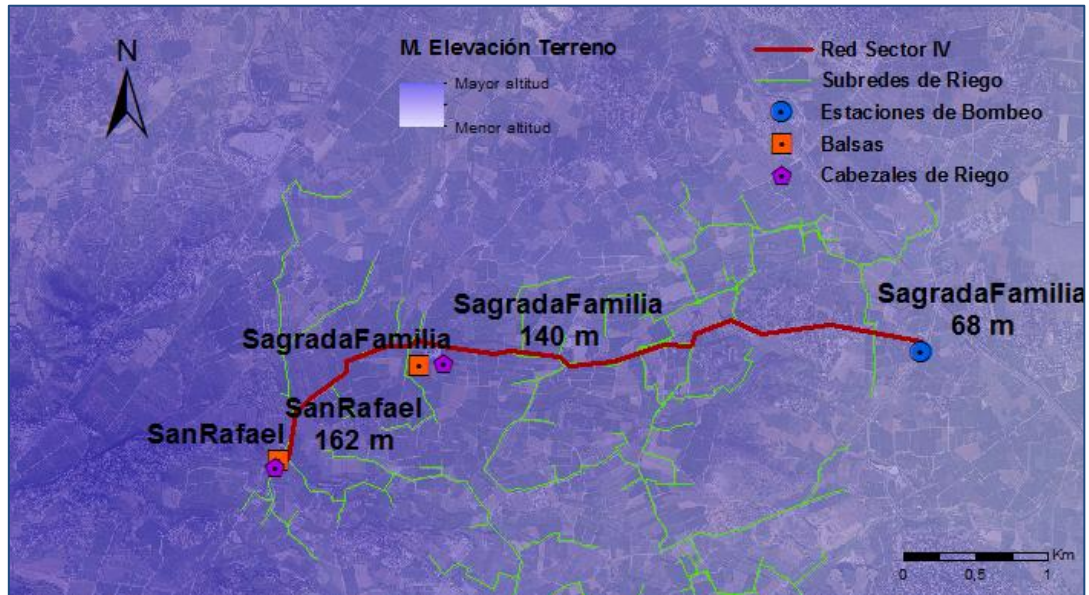 N
M. Elevación Terreno
Mayor altitud
Menor altitud
Red Sector IV
Subredes de Riego
Estaciones de Bombeo
Balsas
Cabezales de Riego
SagradaFamilia
68 m
SagradaFamilia
140 m
SagradaFamilia
SanRafael
162 m
SanRafael
Km
0
0,5
1